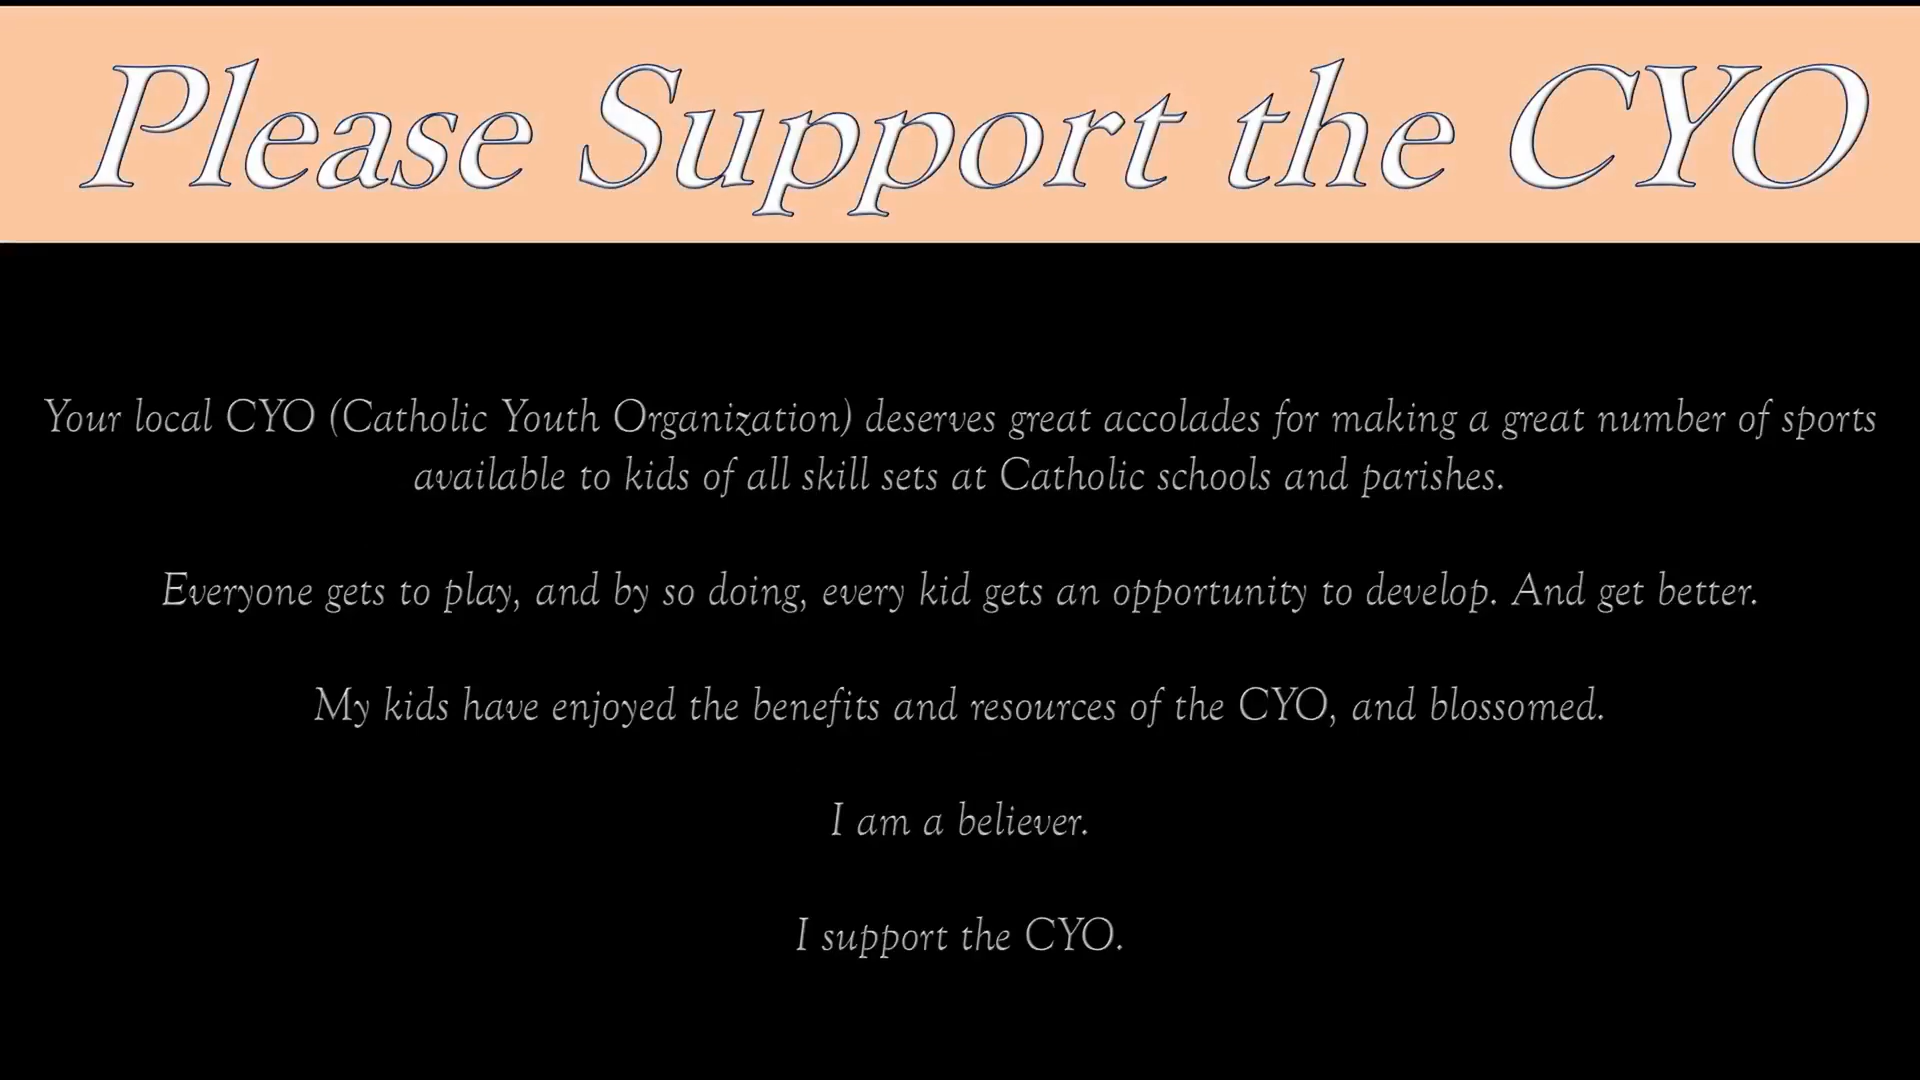 Please Support the CYO
Your local CYO (Catholic Youth Organization) deserves great accolades for making a great number of sports
available to kids of all skill sets at Catholic schools and parishes.
Everyone gets to play, and by so doing, every kid gets an opportunity to develop. And get better.
My kids have enjoyed the benefits and resources of the CYO, and blossomed.
I am a believer.
I support the CYO.